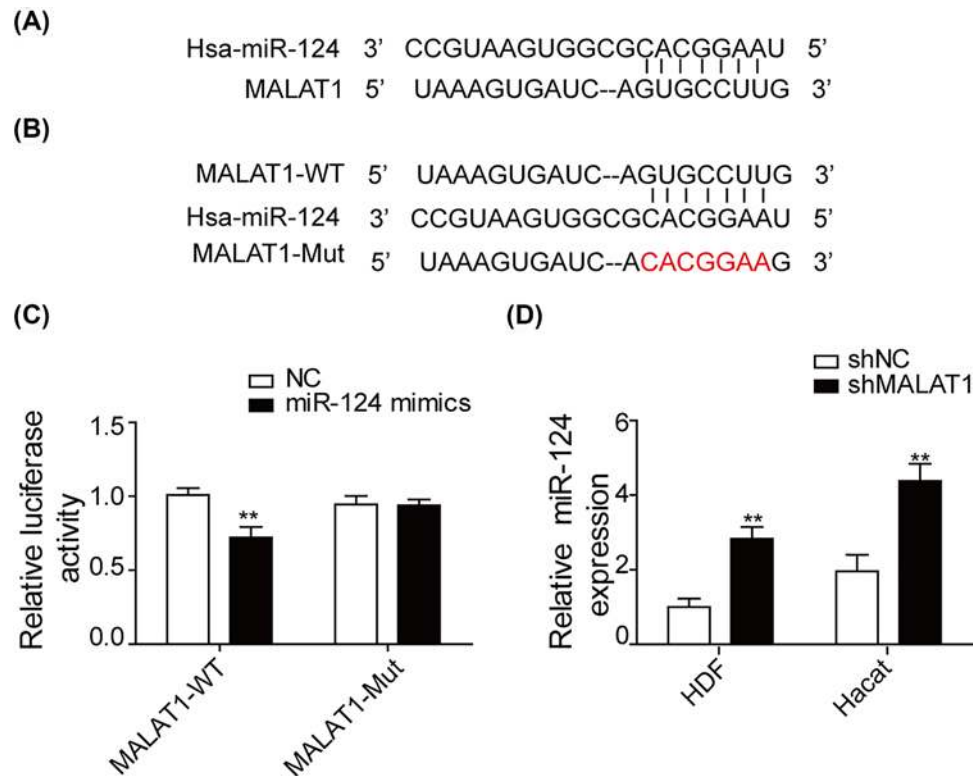 (A)
Hsa-miR-124 3’ CCGUAAGUGGCGCACGGAAU 5’
MALAT1 5’ UAAAGUGAUC--AGUGCCUUG 3’
(B)
MALAT1-WT 5’ UAAAGUGAUC--AGUGCCUUG 3’
Hsa-miR-124 3’ CCGUAAGUGGCGCACGGAAU 5’
MALAT1-Mut 5’ UAAAGUGAUC--ACACGGAAG 3’
(C)
NC
miR-124 mimics
Relative luciferase
activity
1.5
1.0
0.5
0.0
**
MALAT1-WT
MALAT1-Mut
(D)
shNC
shMALAT1
Relative miR-124
expression
6
4
2
0
**
**
HDF
Hacat